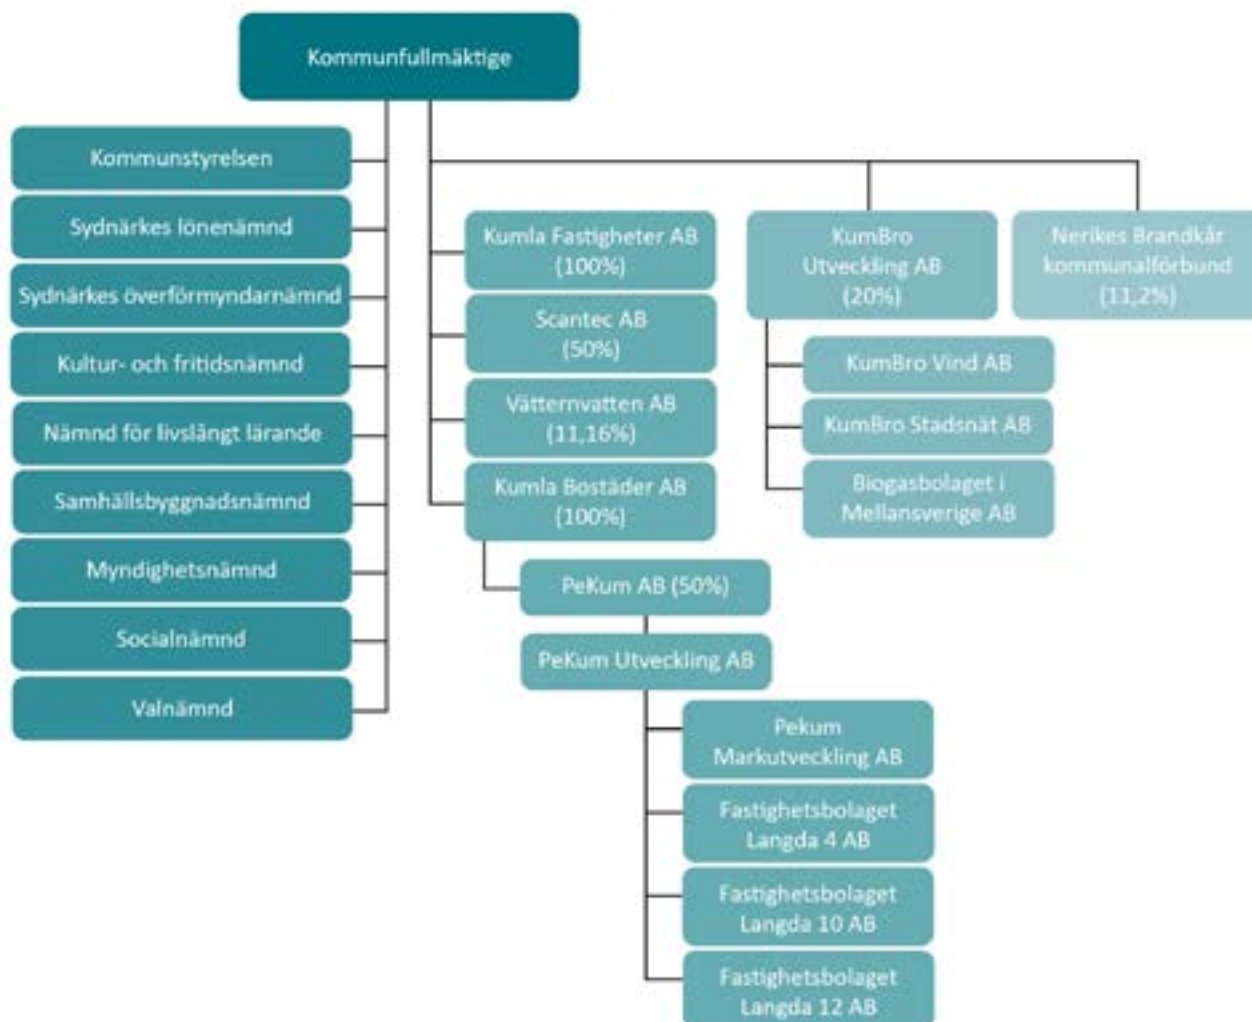 Kommunfullmäktige
Kommunstyrelsen
Sydnärkes lönenämnd
Sydnärkes överförmyndarnämnd
Kultur- och fritidsnämnd
Nämnd för livslångt lärande
Samhällsbyggnadsnämnd
Myndighetsnämnd
Socialnämnd
Valnämnd
Kumla Fastigheter AB
(100%)
Scantec AB
(50%)
Vätternvatten AB
(11,16%)
Kumla Bostäder AB
(100%)
PeKum AB (50%)
PeKum Utveckling AB
Pekum
Markutveckling AB
Fastighetsbolaget
Langda 4 AB
Fastighetsbolaget
Langda 10 AB
Fastighetsbolaget
Langda 12 AB
KumBro
Utveckling AB
(20%)
KumBro Vind AB
KumBro Stadsnät AB
Biogasbolaget i
Mellansverige AB
Nerikes Brandkår
kommunalförbund
(11,2%)